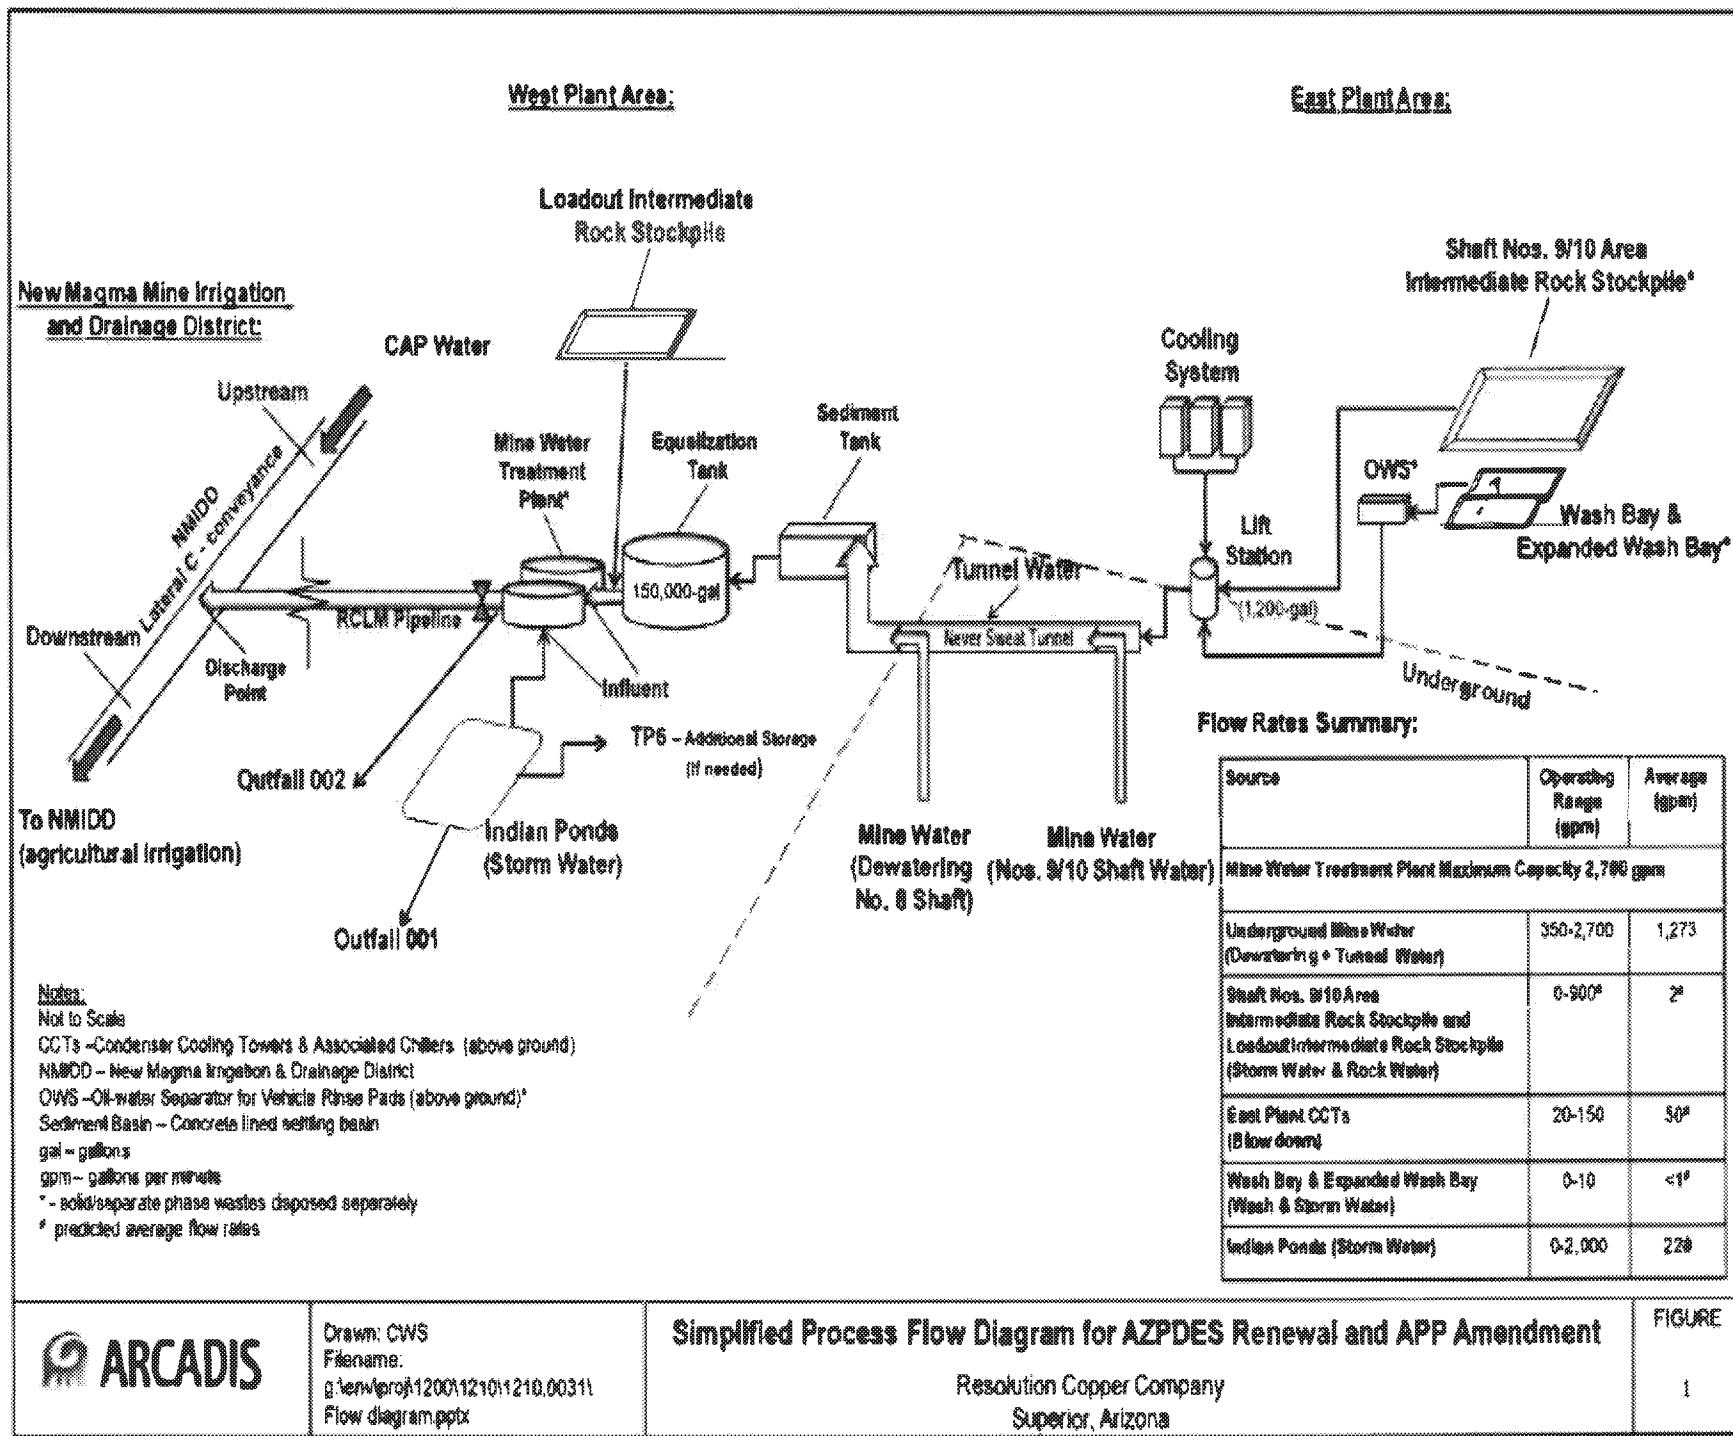 West Plant Area:
East Plant Area:
Loadout Intermediate
Rock Stockpile
Shaft Nos. 9/10 Area
Intermediate Rock Stockpile*
New Magma Mine Irrigation
and Drainage District:
CAP Water
Cooling
System
Upstream
Mine Water
Treatment
Plant*
Equalization
Tank
Sediment
Tank
OWS*
Wash Bay &
Expanded Wash Bay*
NMIDD
Lateral C - conveyance
Lift
Station
Tunnel Water
150,000-gal
(1,200-gal)
RCLM Pipeline
Never Sweat Tunnel
Downstream
Discharge
Point
Influent
Underground
TP6 – Additional Storage
(if needed)
Outfall 002
To NMIDD
(agricultural irrigation)
Indian Ponds
(Storm Water)
Mine Water
(Dewatering
No. 8 Shaft)
Mine Water
(Nos. 9/10 Shaft Water)
Outfall 001
Flow Rates Summary:
Source
Operating
Range
(gpm)
Average
(gpm)
Mine Water Treatment Plant Maximum Capacity gpm
Underground Mine Water
(Dewatering + Tunnel Water)
350-2,700
1,273
Shaft Nos. 9/10 Area
Intermediate Rock Stockpile and
Loadout Intermediate Rock Stockpile
(Storm Water & Rock Water)
0-900#
2#
East Plant CCTs
(Blow down)
20-150
50#
Wash Bay & Expanded Wash Bay
(Wash & Storm Water)
0-10
<1#
Indian Ponds (Storm Water)
0-2,000
Notes:
Not to Scale
CCTs –Condenser Cooling Towers & Associated Chillers (above ground)
NMIDD – New Magma Irrigation & Drainage District
OWS –Oil-water Separator for Vehicle Rinse Pads (above ground)*
Sediment Basin – Concrete lined settling basin
gal – gallons
gpm – gallons per minute
* - solid/separate phase wastes disposed separately
# predicted average flow rates
ARCADIS
Drawn: CWS
Filename:
g:\env\proj\1200\1210\1210.0031\
Flow diagram.pptx
Simplified Process Flow Diagram for AZPDES Renewal and APP Amendment
Resolution Copper Company
Superior, Arizona
FIGURE
1